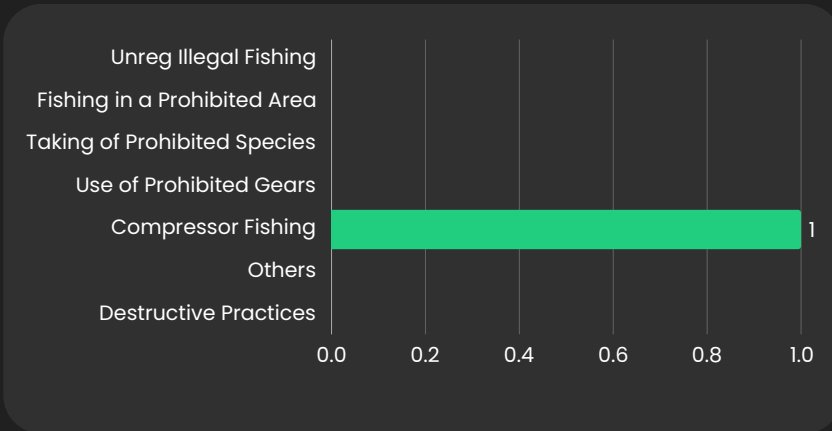 Unreg Illegal Fishing
Fishing in a Prohibited Area
Taking of Prohibited Species
Use of Prohibited Gears
Compressor Fishing 1
Others
Destructive Practices
0.0 0.2 0.4 0.6 0.8 1.0